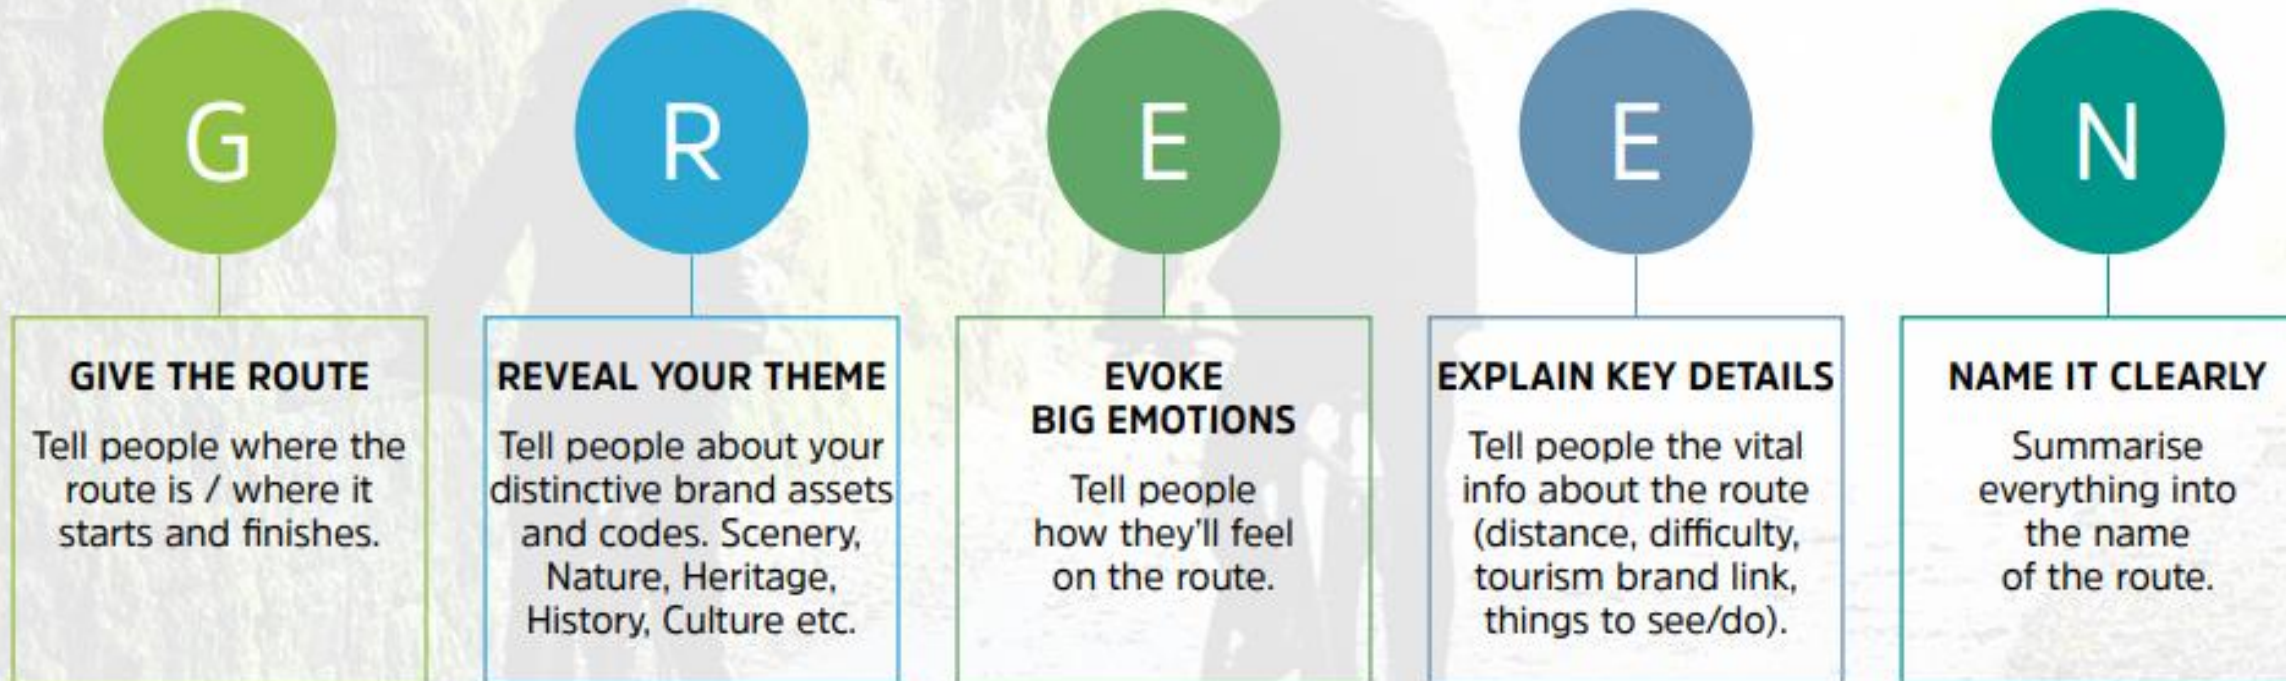 G
GIVE THE ROUTE
Tell people where the
route is / where it
starts and finishes.
R
REVEAL YOUR THEME
Tell people about your
distinctive brand assets
and codes. Scenery,
Nature, Heritage,
History, Culture etc.
E
EVOKE
BIG EMOTIONS
Tell people
how they'll feel
on the route.
E
EXPLAIN KEY DETAILS
Tell people the vital
info about the route
(distance, difficulty,
tourism brand link,
things to see/do).
N
NAME IT CLEARLY
Summarise
everything into
the name
of the route.